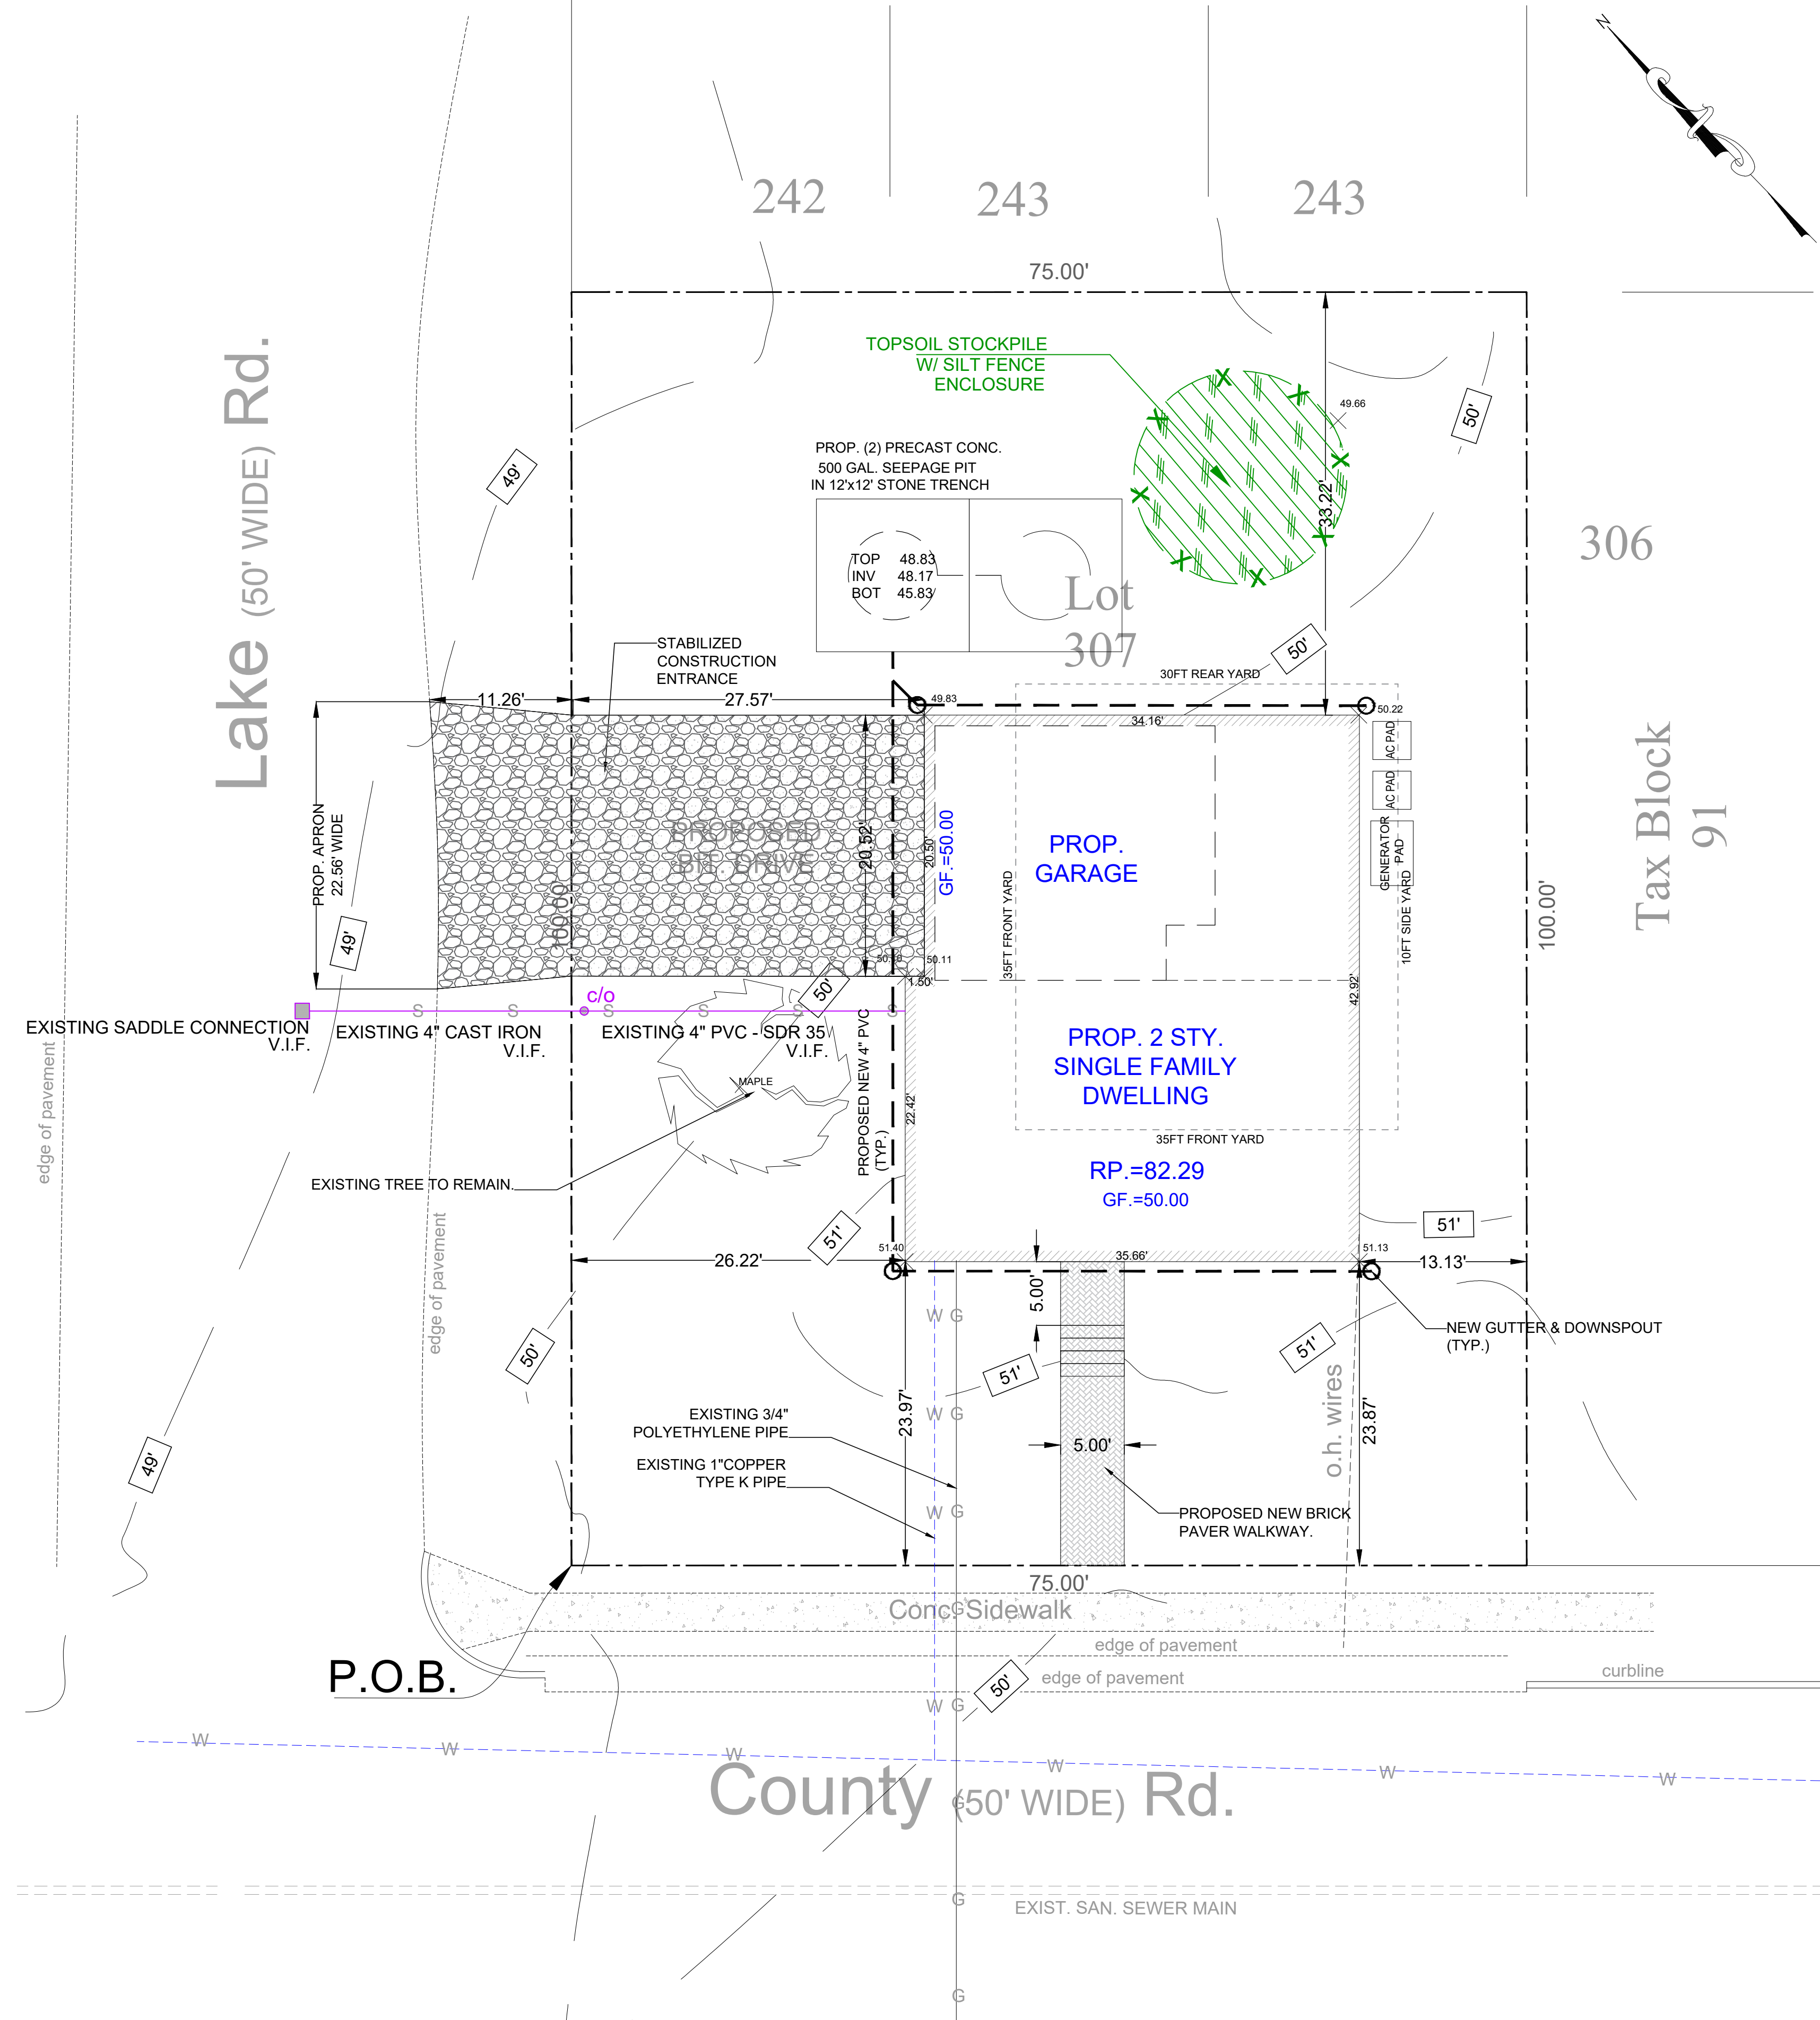 N
242
243
243
75.00'
TOPSOIL STOCKPILE
W/ SILT FENCE
ENCLOSURE
49.66
50'
33.22'
Lake (50' WIDE) Rd.
49'
PROP. (2) PRECAST CONC.
500 GAL. SEEPAGE PIT
IN 12'x12' STONE TRENCH
TOP 48.83
INV 48.17
BOT 45.83
Lot
307
306
STABILIZED
CONSTRUCTION
ENTRANCE
50'
30FT REAR YARD
11.26'
27.57'
49.83
34.16'
50.22
AC PAD
AC PAD
GENERATOR
PAD
10FT SIDE YARD
Tax Block
91
PROP. APRON
22.56' WIDE
PROPOSED
BIT. DRIVE
20.52'
20.50'
GF.=50.00
PROP.
GARAGE
35FT FRONT YARD
100.00'
100.00'
49'
50.10
50.11
1.50'
42.92'
50'
c/o
S S S S S S
EXISTING SADDLE CONNECTION
V.I.F.
EXISTING 4" CAST IRON
V.I.F.
EXISTING 4" PVC - SDR 35
V.I.F.
edge of pavement
MAPLE
PROPOSED NEW 4" PVC
(TYP.)
22.42'
PROP. 2 STY.
SINGLE FAMILY
DWELLING
35FT FRONT YARD
RP.=82.29
GF.=50.00
EXISTING TREE TO REMAIN.
edge of pavement
51'
51'
51.40
35.66'
51.13
26.22'
13.13'
5.00'
W G
NEW GUTTER & DOWNSPOUT
(TYP.)
50'
51'
51'
o.h. wires
23.97'
23.87'
EXISTING 3/4"
POLYETHYLENE PIPE
W G
5.00'
49'
EXISTING 1"COPPER
TYPE K PIPE
W G
PROPOSED NEW BRICK
PAVER WALKWAY.
75.00'
Conc. Sidewalk
G
edge of pavement
edge of pavement
curbline
P.O.B.
50'
W G
W W W W W W
County (50' WIDE) Rd.
G
G
EXIST. SAN. SEWER MAIN
G